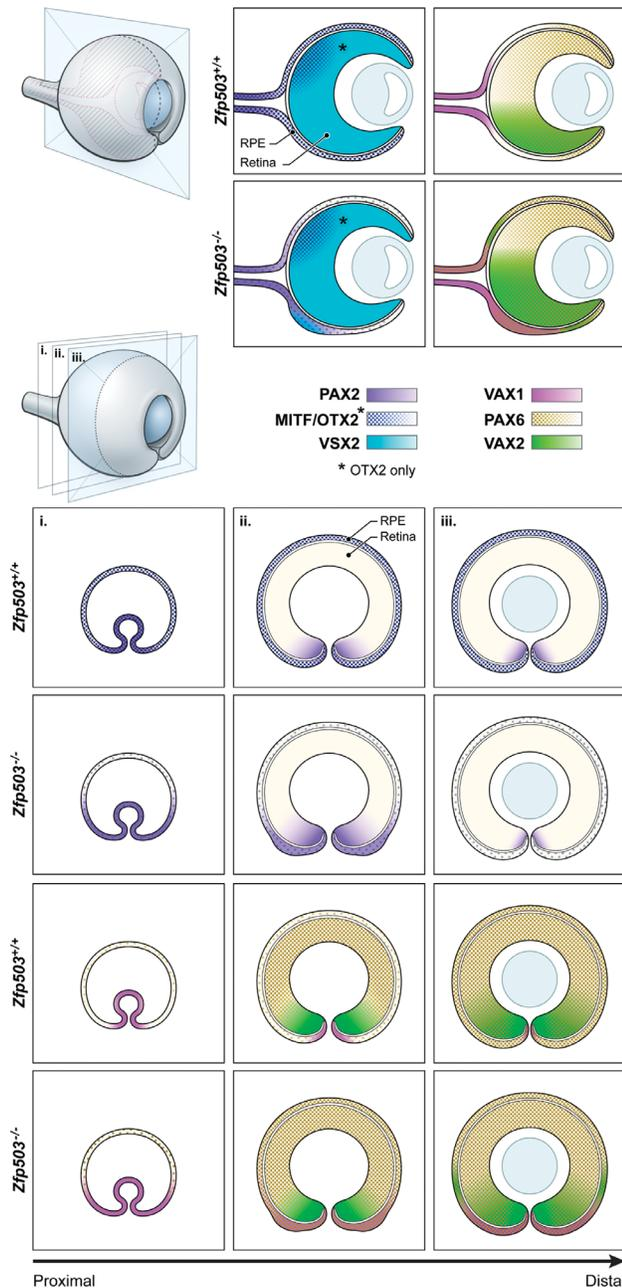 Zfp503+/+
*
RPE
Retina
Zfp503-/-
*
i.
ii.
iii.
PAX2
MITF/OTX2*
VSX2
* OTX2 only
VAX1
PAX6
VAX2
Zfp503+/+
i.
ii.
RPE
Retina
iii.
Zfp503-/-
Zfp503+/+
Zfp503-/-
Proximal
Distal